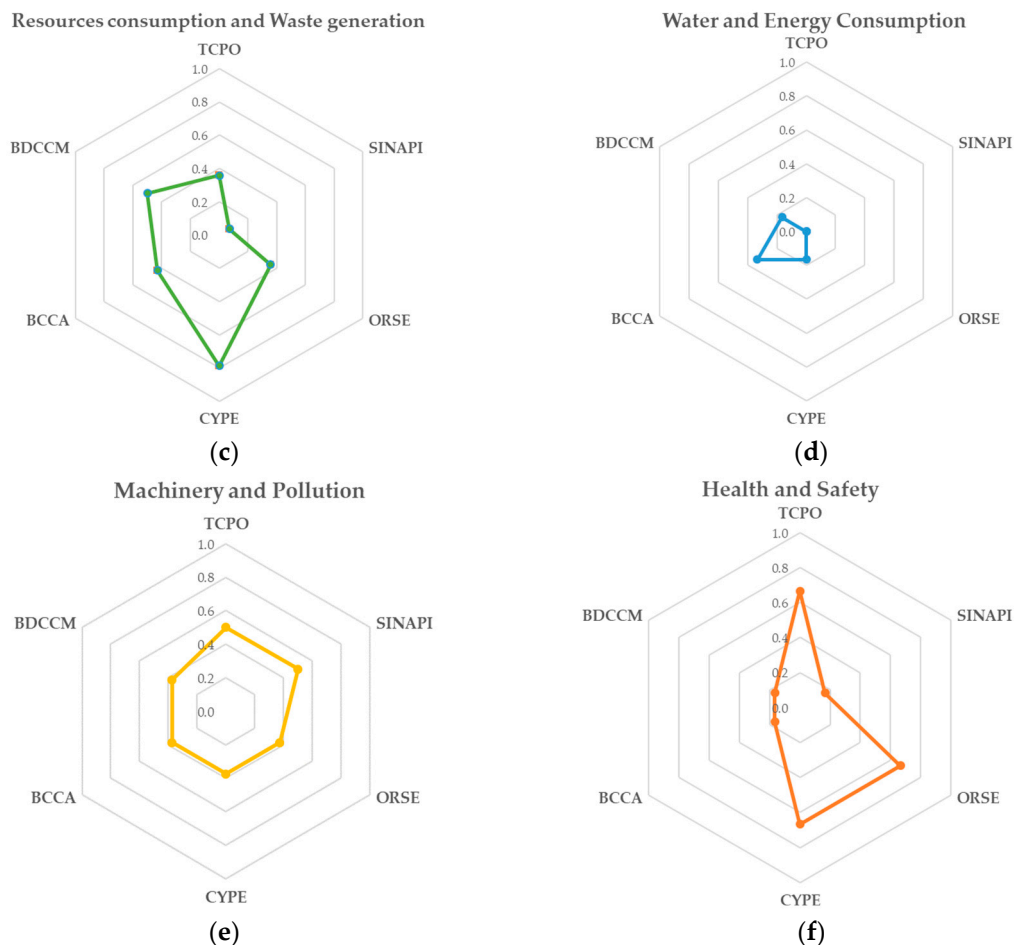 Resources consumption and Waste generation
TCPO
1.0
0.8
0.6
0.4
0.2
0.0
BDCCM
SINAPI
BCCA
ORSE
CYPE
(c)
Water and Energy Consumption
TCPO
1.0
0.8
0.6
0.4
0.2
0.0
BDCCM
SINAPI
BCCA
ORSE
CYPE
(d)
Machinery and Pollution
TCPO
1.0
0.8
0.6
0.4
0.2
0.0
BDCCM
SINAPI
BCCA
ORSE
CYPE
(e)
Health and Safety
TCPO
1.0
0.8
0.6
0.4
0.2
0.0
BDCCM
SINAPI
BCCA
ORSE
CYPE
(f)